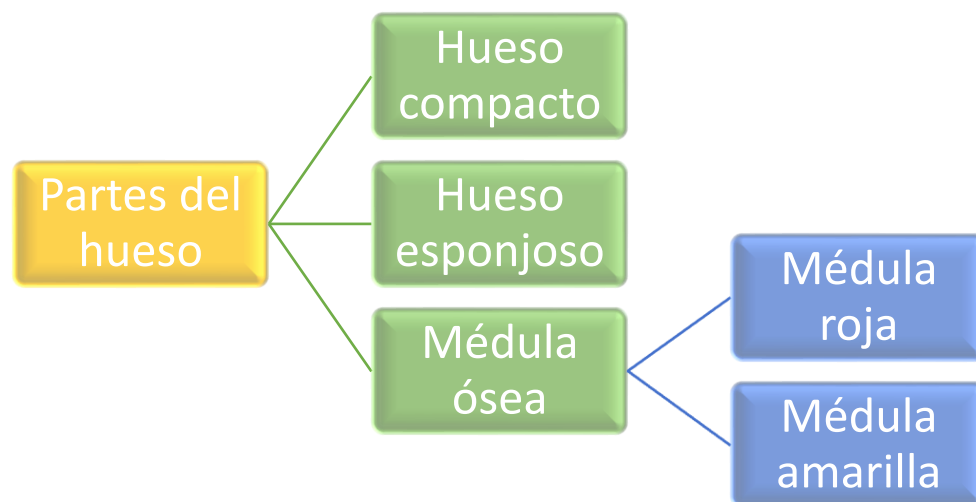 Partes del
hueso
Hueso
compacto
Hueso
esponjoso
Médula
ósea
Médula
roja
Médula
amarilla